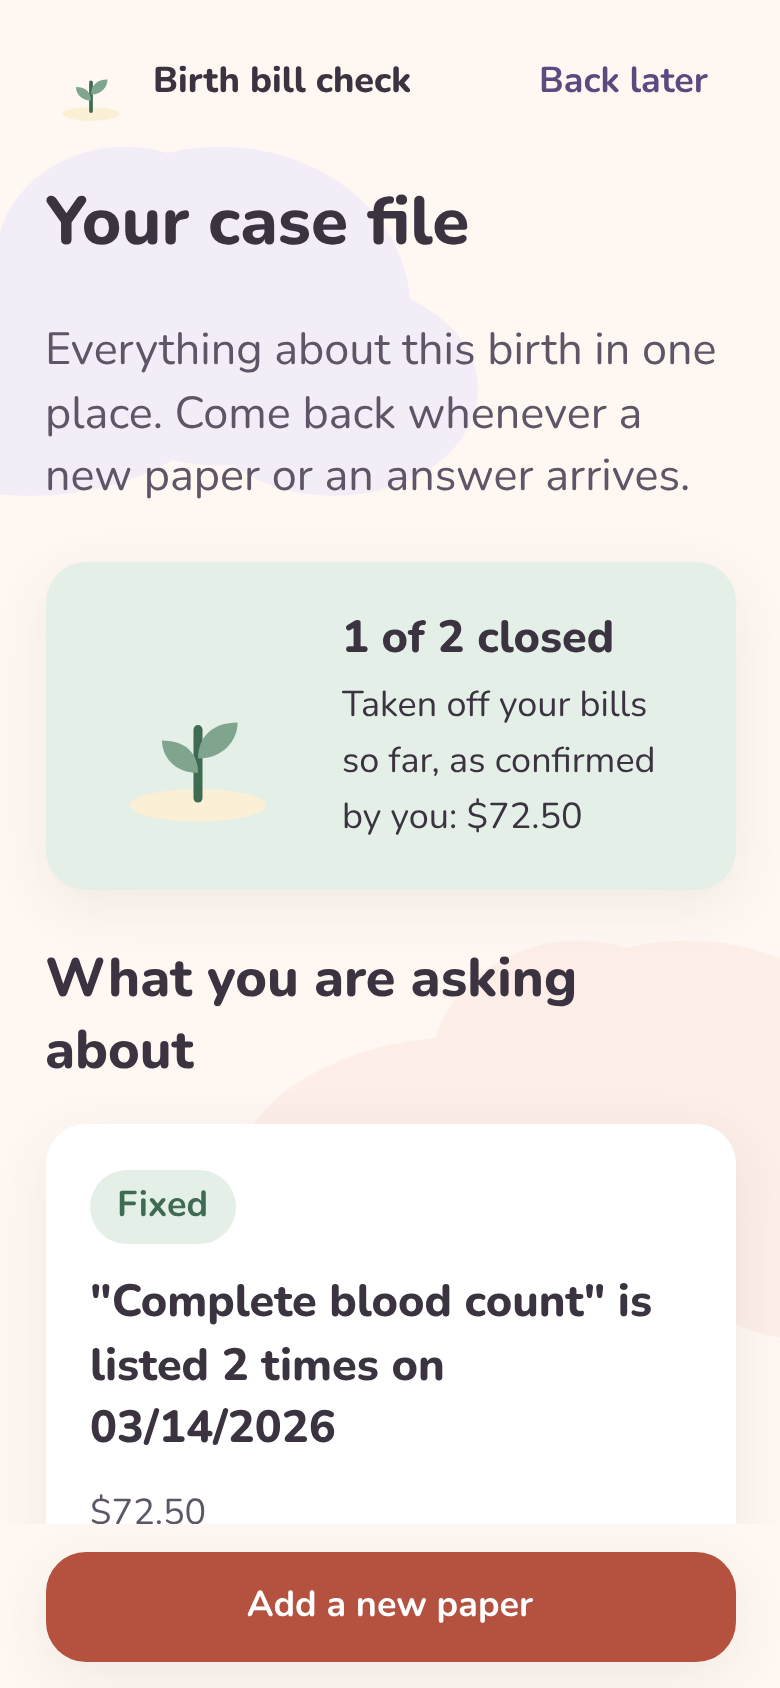 Birth bill check
Back later
Your case file
Everything about this birth in one
place. Come back whenever a
new paper or an answer arrives.
1 of 2 closed
Taken off your bills
so far, as confirmed
by you: $72.50
What you are asking
about
Fixed
"Complete blood count" is
listed 2 times on
03/14/2026
$72.50
Add a new paper